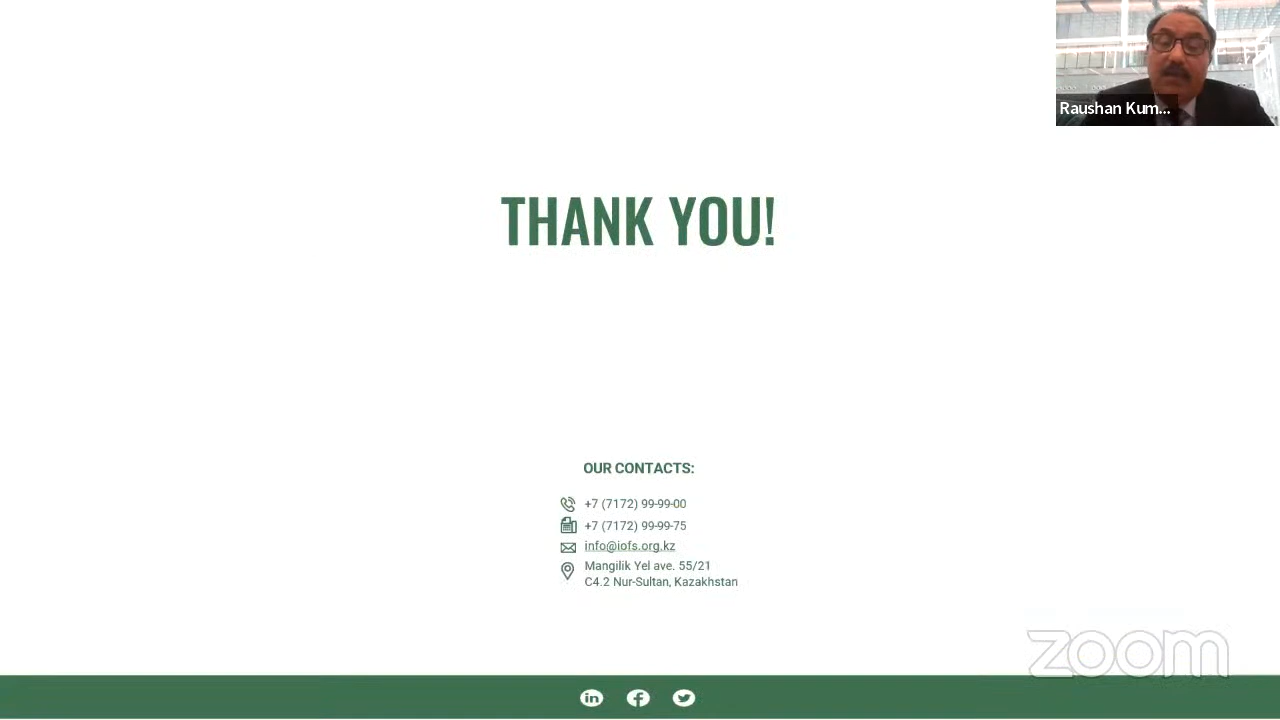 Raushan Kum...
THANK YOU!
OUR CONTACTS:
+7 (7172) 99-99-00
+7 (7172) 99-99-75
info@iofs.org.kz
Mangilik Yel ave. 55/21
C4.2 Nur-Sultan, Kazakhstan
zoom
in
f